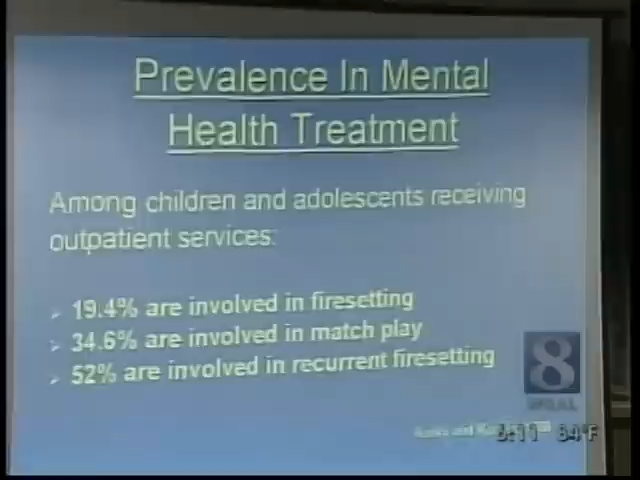 Prevalence In Mental
Health Treatment
Among children and adolescents receiving
outpatient services:
19.4% are involved in firesetting
34.6% are involved in match play
52% are involved in recurrent firesetting
8
and
:11 84°F